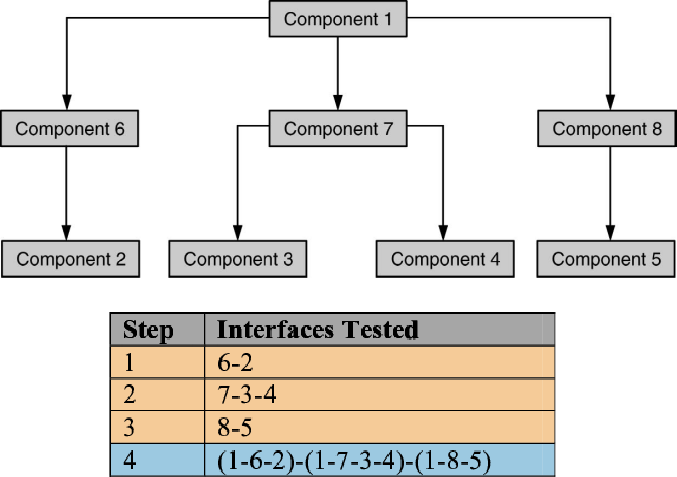 Component 1
Component 6
Component 7
Component 8
Component 2
Component 3
Component 4
Component 5
Step Interfaces Tested
1 6-2
2 7-3-4
3 8-5
4 (1-6-2)-(1-7-3-4)-(1-8-5)